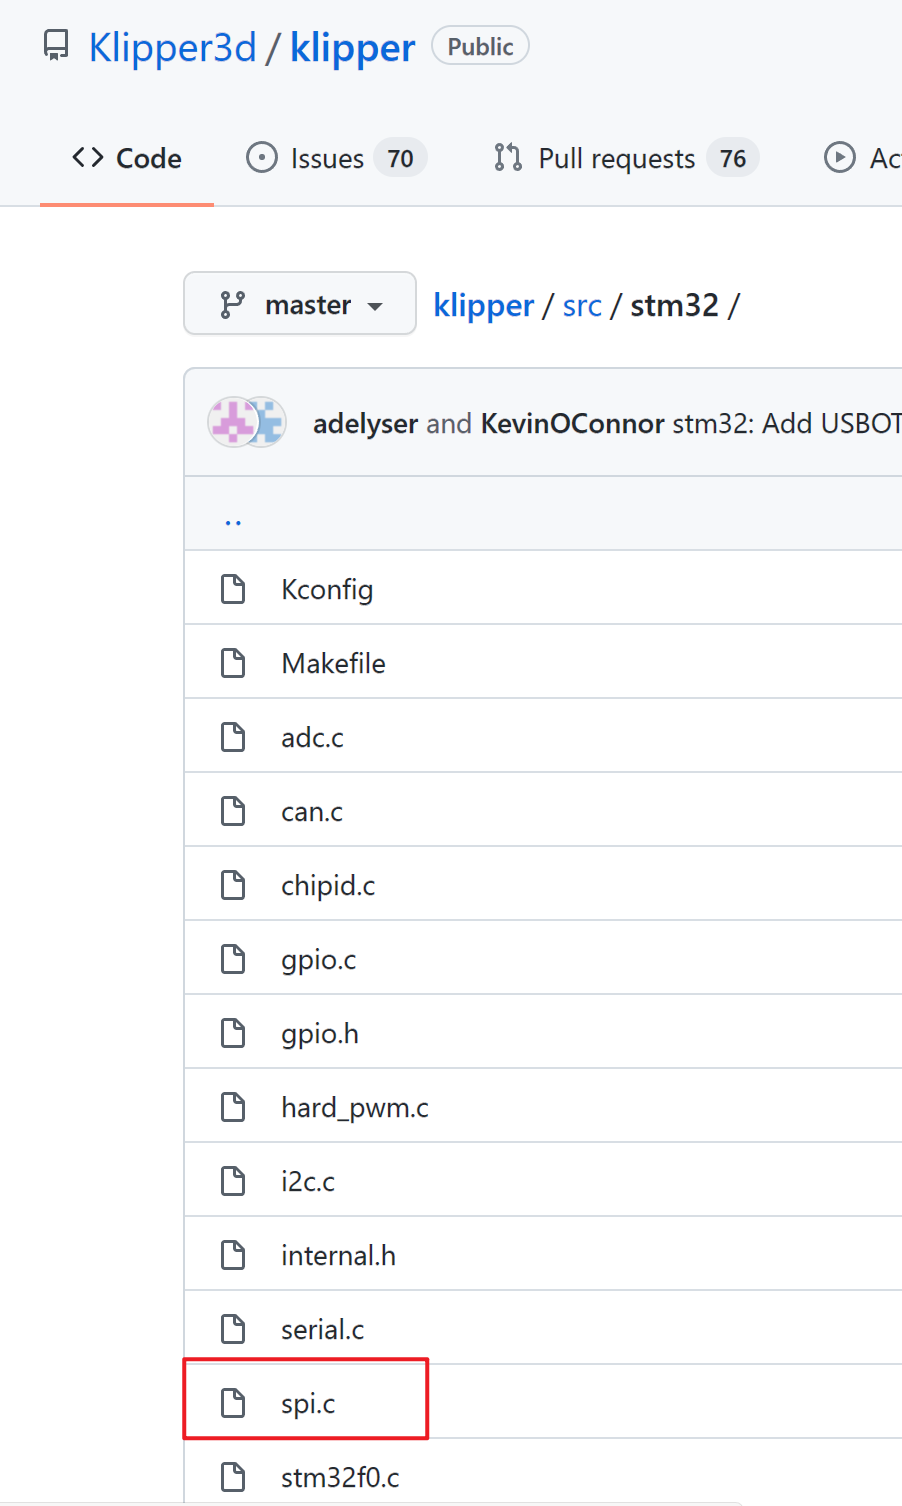 Klipper3d / klipper Public
Code Issues 70 Pull requests 76 Ac
master klipper / src / stm32 /
adelyser and KevinOConnor stm32: Add USBOT
..
Kconfig
Makefile
adc.c
can.c
chipid.c
gpio.c
gpio.h
hard_pwm.c
i2c.c
internal.h
serial.c
spi.c
stm32f0.c